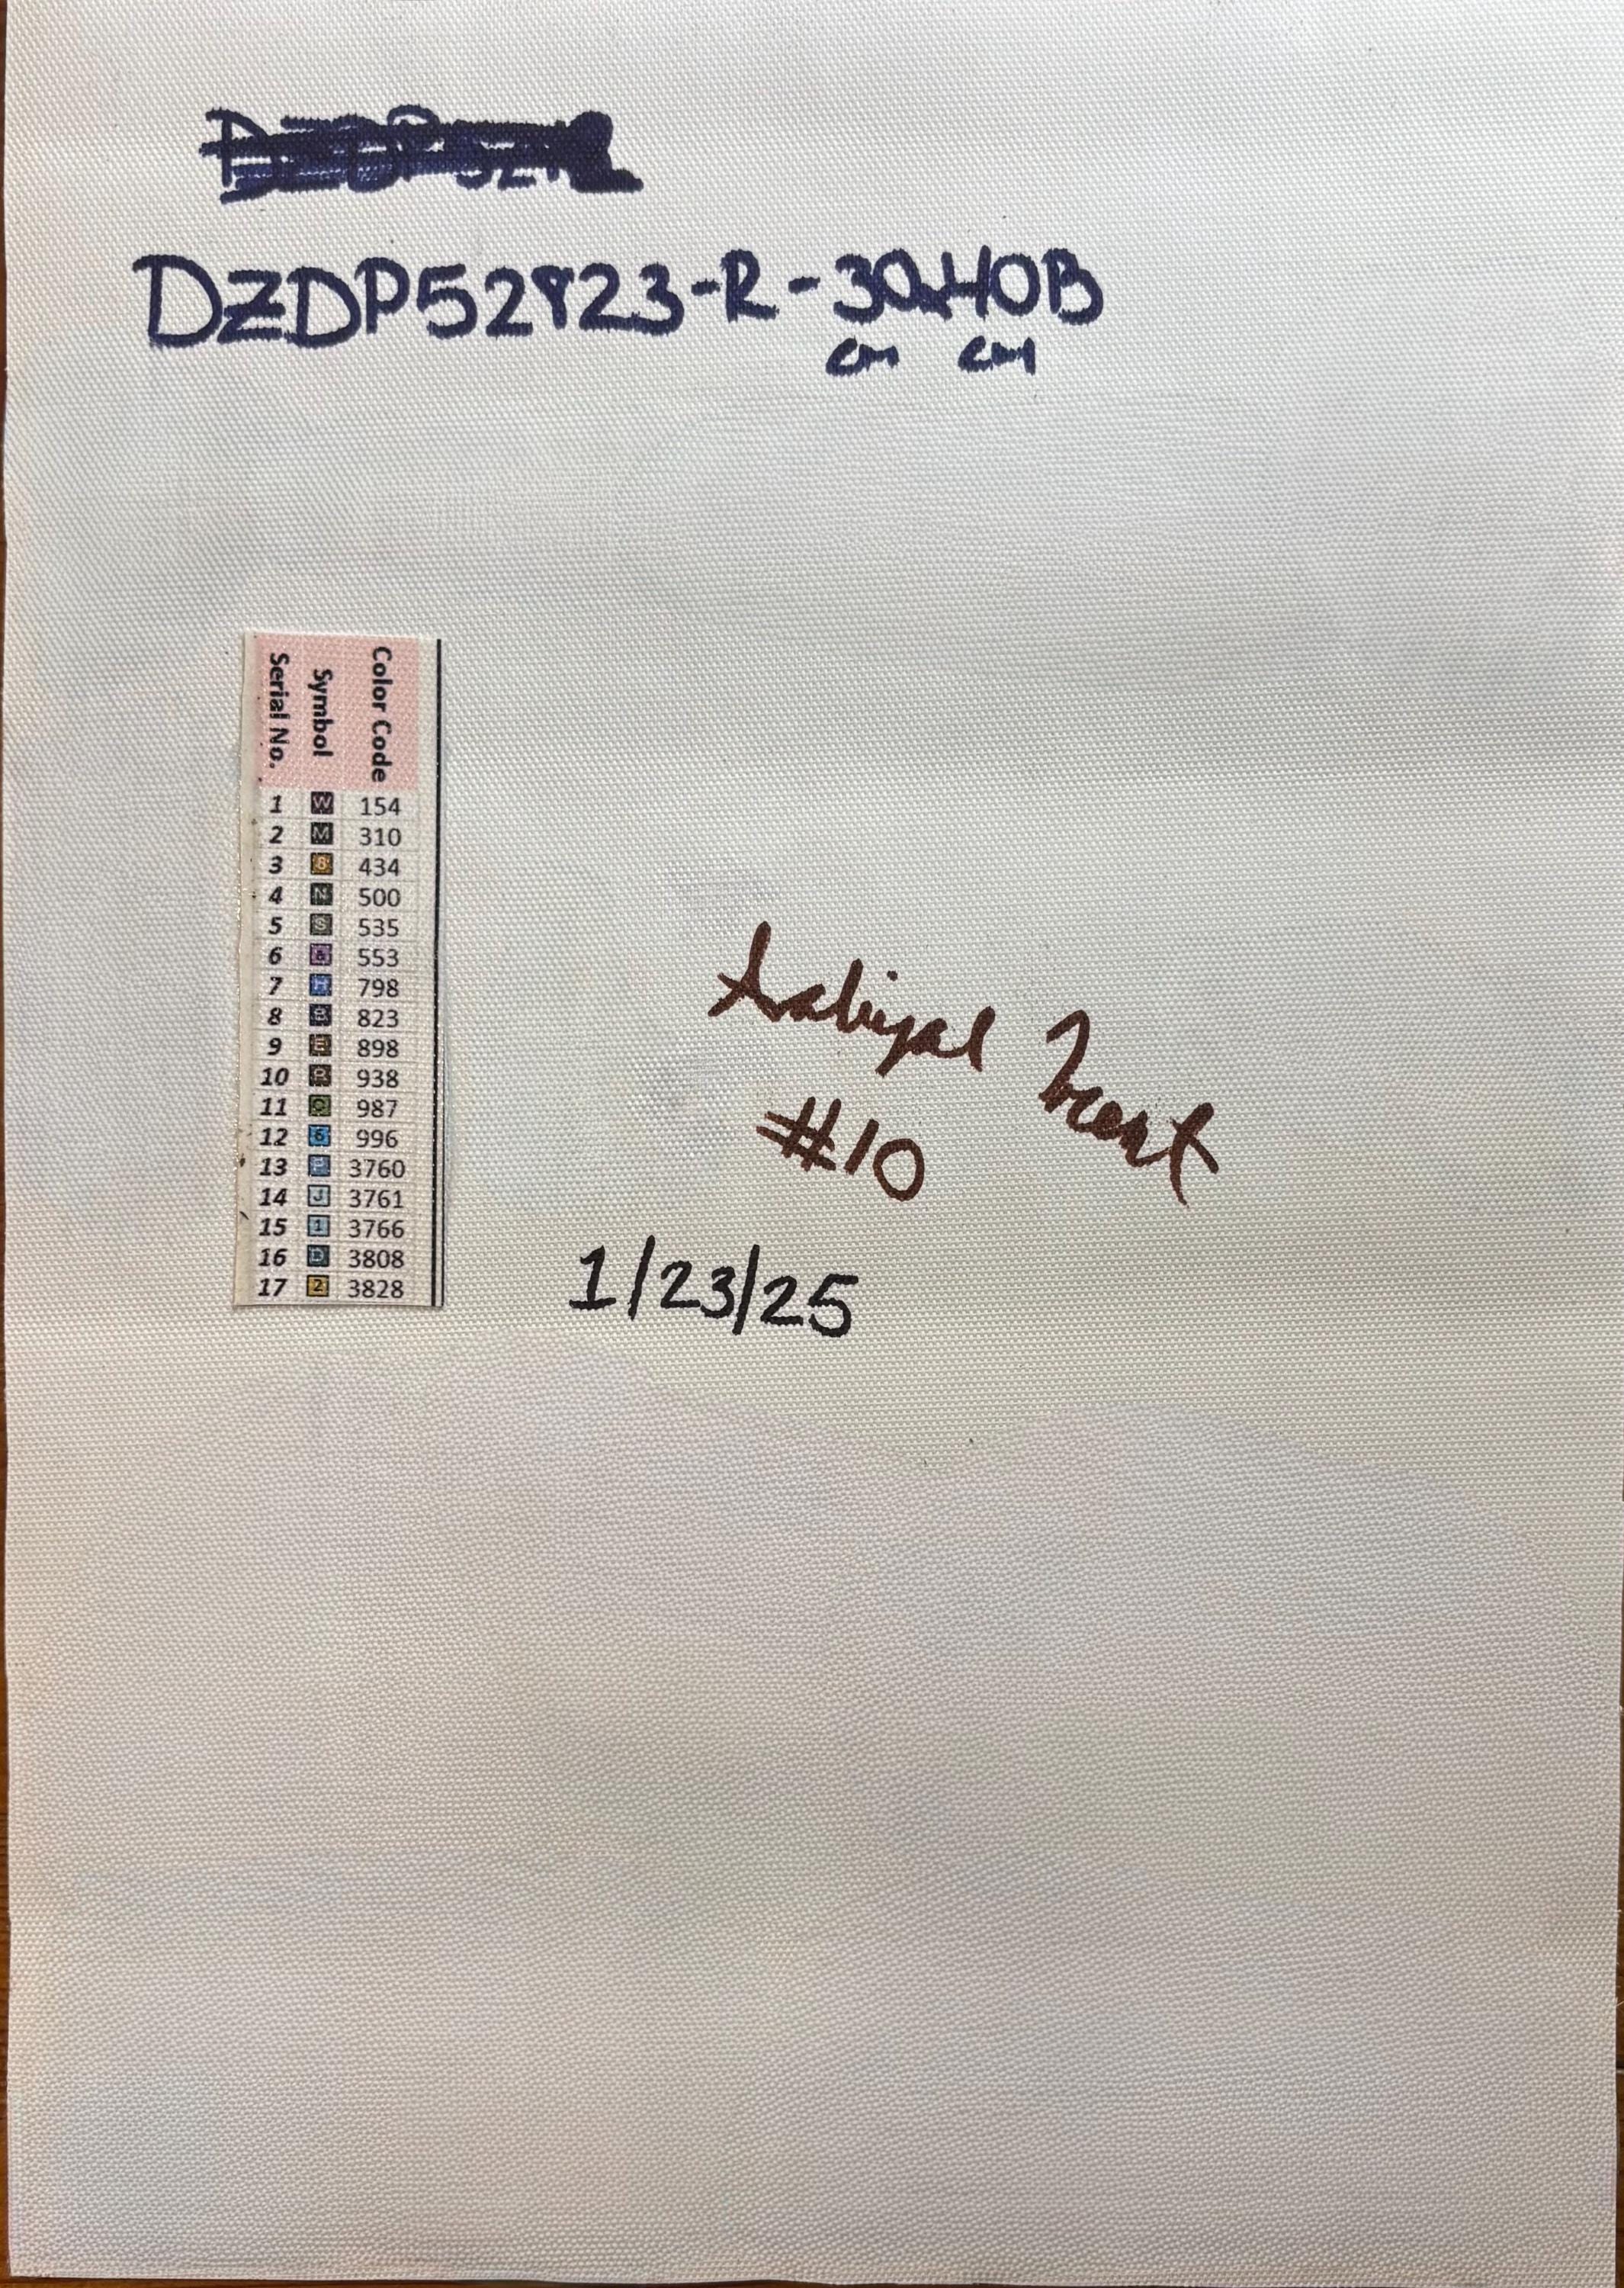 DZDP52823-R-30x40B
cm cm
Serial No. Symbol Color Code
1 W 154
2 M 310
3 8 434
4 N 500
5 S 535
6 a 553
7 H 798
8 B 823
9 E 898
10 R 938
11 Q 987
12 6 996
13 P 3760
14 J 3761
15 1 3766
16 D 3808
17 2 3828
#10
1/23/25